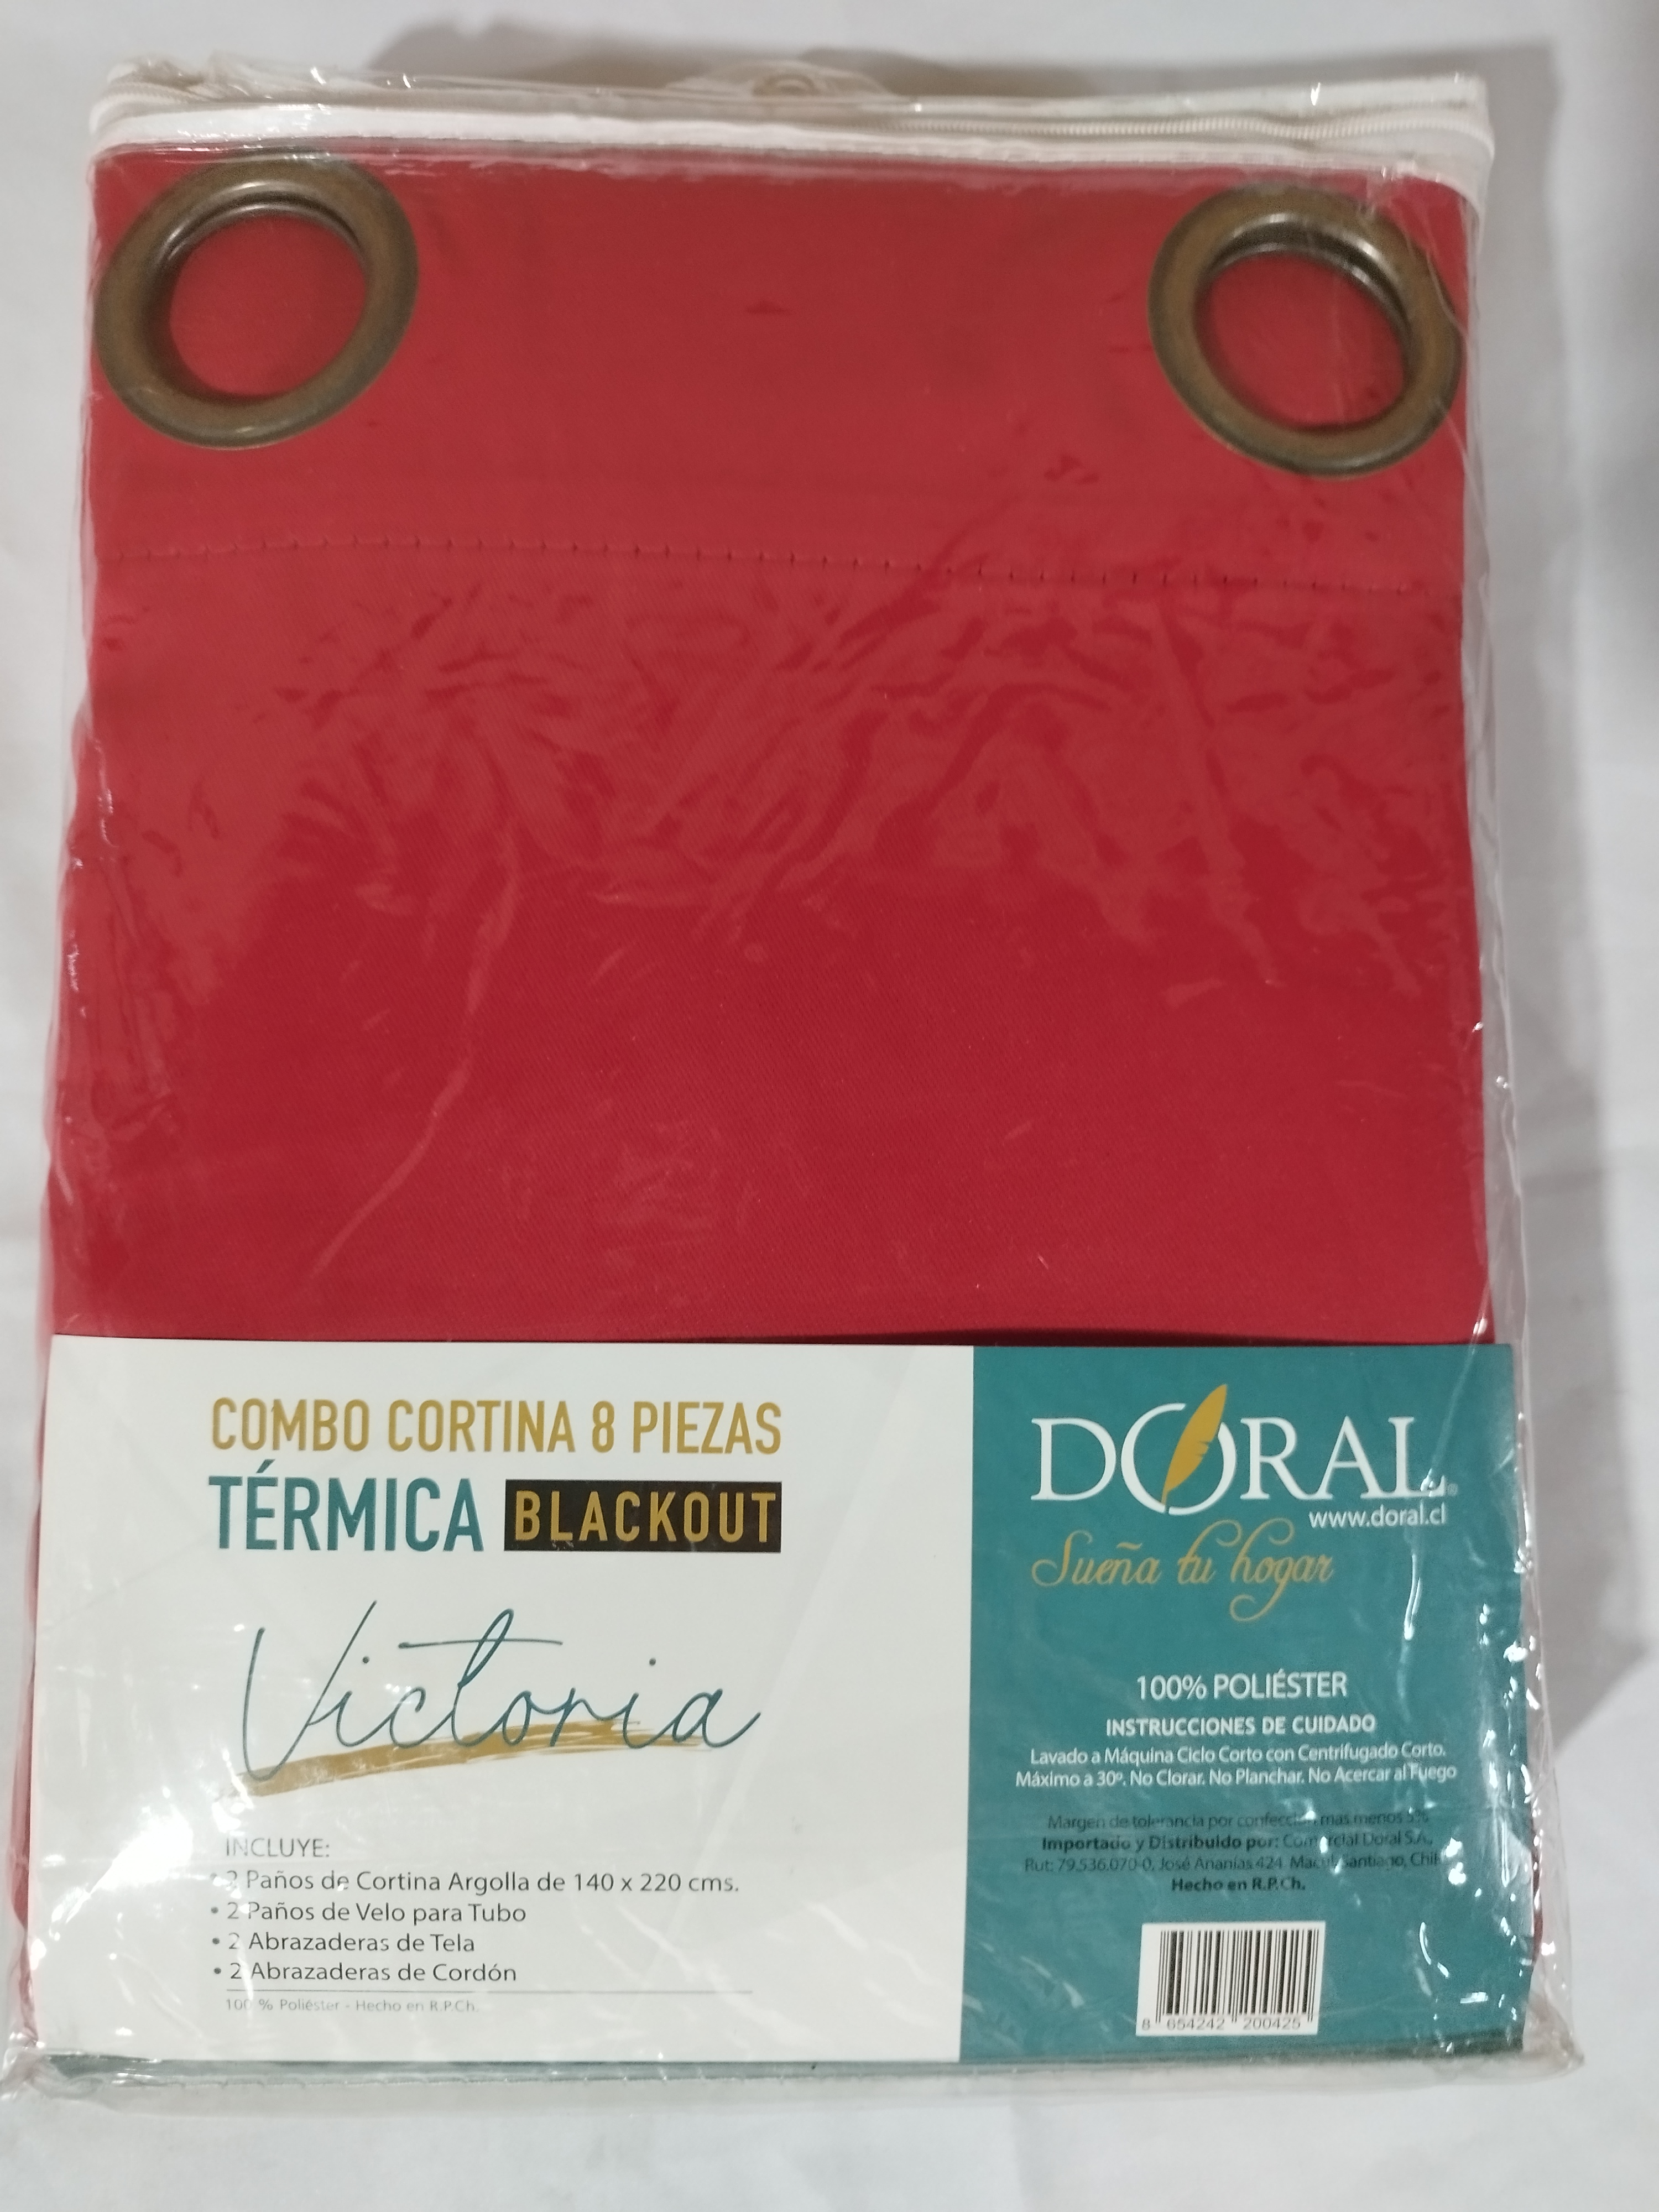 COMBO CORTINA 8 PIEZAS
TÉRMICA BLACKOUT
Victoria
INCLUYE:
• 2 Paños de Cortina Argolla de 140 x 220 cms.
• 2 Paños de Velo para Tubo
• 2 Abrazaderas de Tela
• 2 Abrazaderas de Cordón
100 % Poliéster - Hecho en R.P.Ch.
DORAL®
www.doral.cl
Sueña tu hogar
100% POLIÉSTER
INSTRUCCIONES DE CUIDADO
Lavado a Máquina Ciclo Corto con Centrifugado Corto.
Máximo a 30º. No Clorar. No Planchar. No Acercar al Fuego
Margen de tolerancia por confección mas menos 5%
Importado y Distribuido por: Comercial Doral S.A.
Rut: 79.536.070-0, José Ananías 424. Macul, Santiago, Chile
Hecho en R.P.Ch.
8 654242 200425